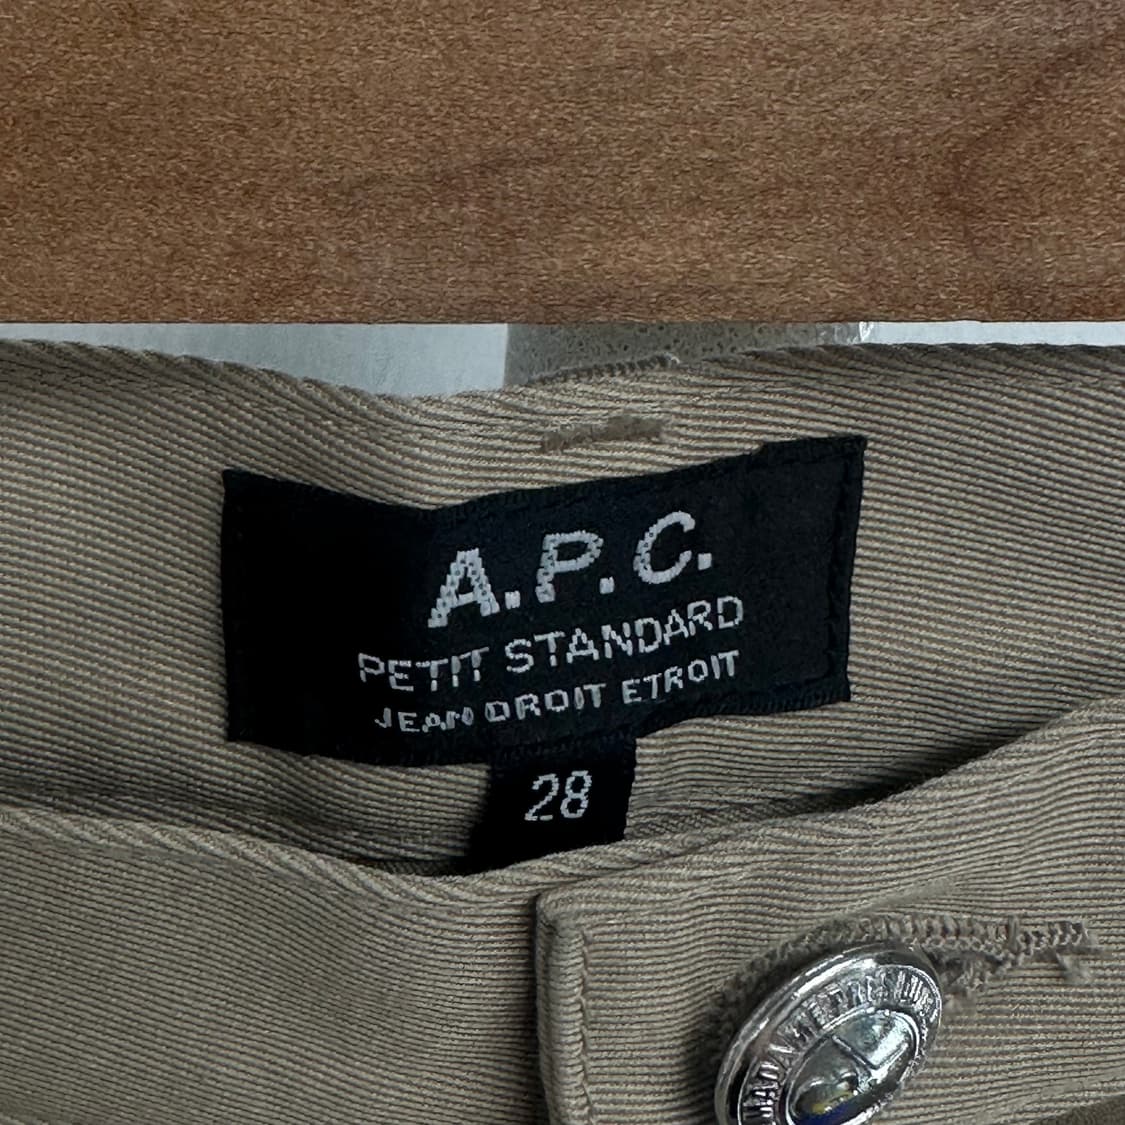 A.P.C.
PETIT STANDARD
JEAN DROIT ETROIT
28